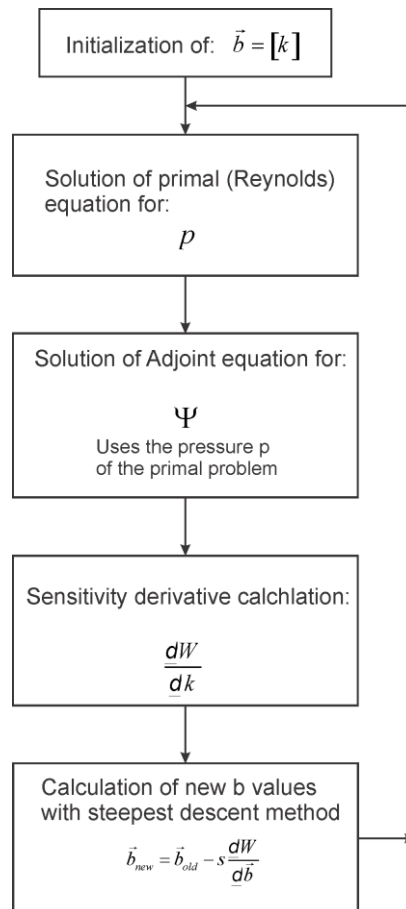 Initialization of: b⃗ = [k]
Solution of primal (Reynolds)
equation for:
p
Solution of Adjoint equation for:
Ψ
Uses the pressure p
of the primal problem
Sensitivity derivative calchlation:
dW
dk
Calculation of new b values
with steepest descent method
b⃗new = b⃗old − s dW/db⃗